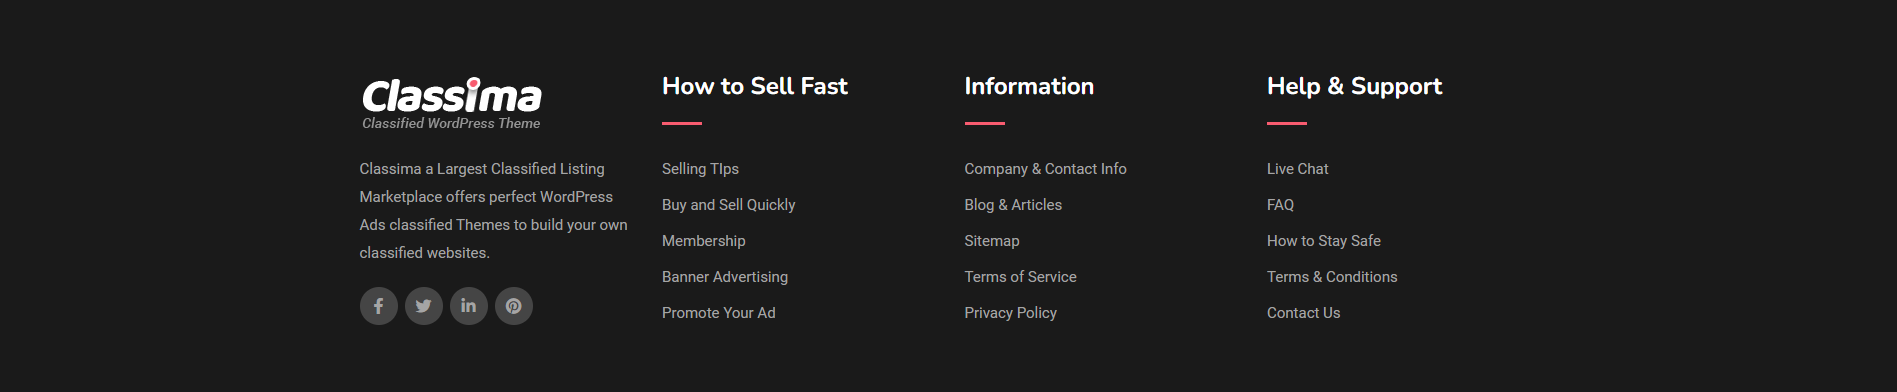 Classima
Classified WordPress Theme
Classima a Largest Classified Listing
Marketplace offers perfect WordPress
Ads classified Themes to build your own
classified websites.
How to Sell Fast
Selling TIps
Buy and Sell Quickly
Membership
Banner Advertising
Promote Your Ad
Information
Company & Contact Info
Blog & Articles
Sitemap
Terms of Service
Privacy Policy
Help & Support
Live Chat
FAQ
How to Stay Safe
Terms & Conditions
Contact Us